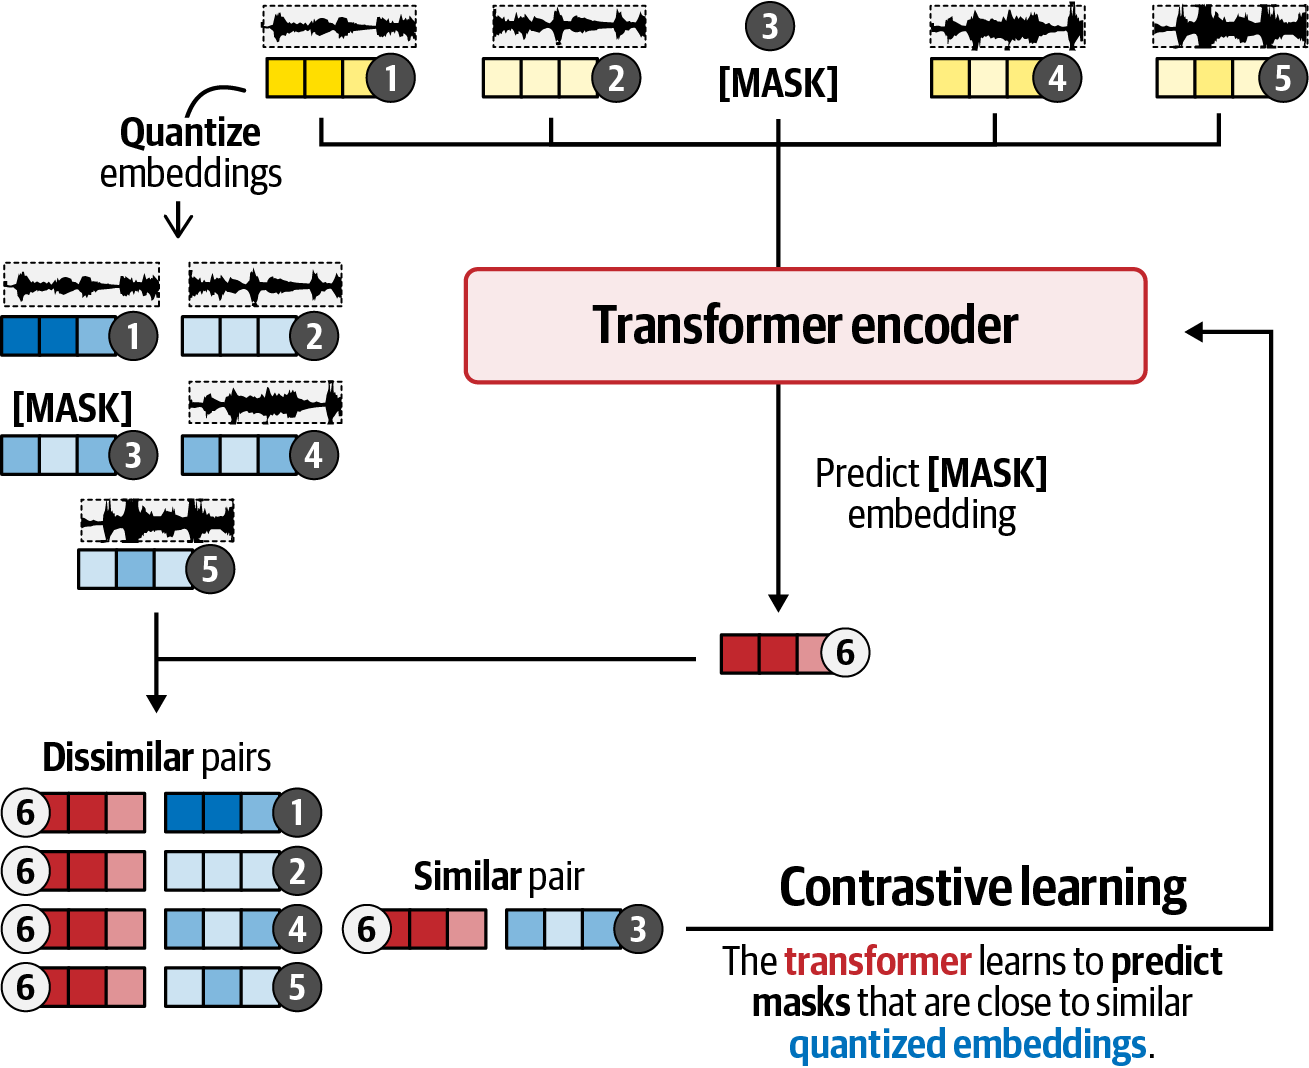 1
2
3
[MASK]
4
5
Quantize
embeddings
1
2
[MASK]
3
4
5
Transformer encoder
Predict [MASK]
embedding
6
Dissimilar pairs
6 1
6 2
6 4
6 5
Similar pair
6 3
Contrastive learning
The transformer learns to predict
masks that are close to similar
quantized embeddings.